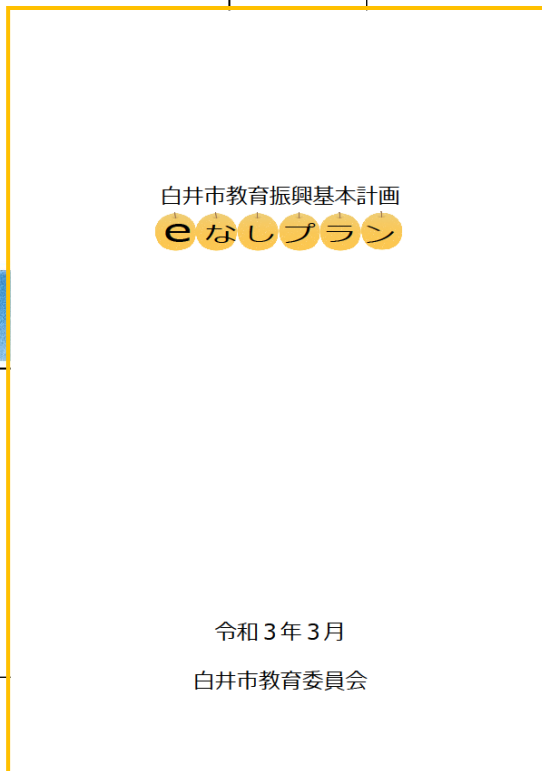 白井市教育振興基本計画
eなしプラン
令和３年３月
白井市教育委員会